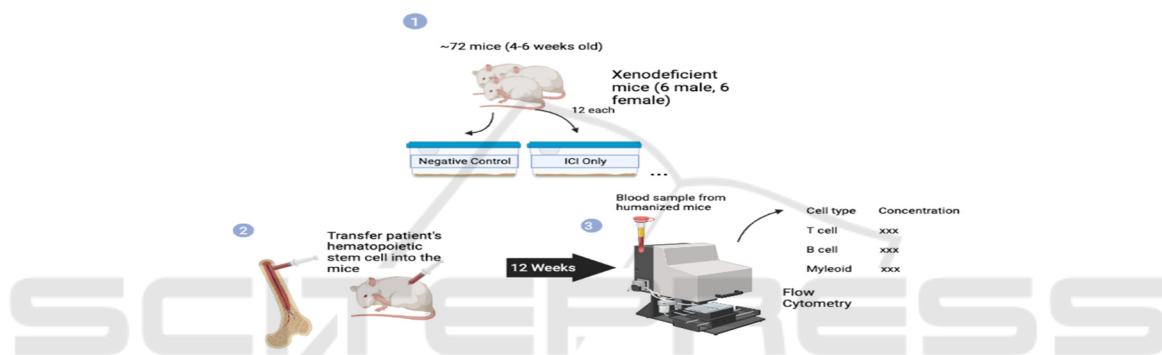 1
~72 mice (4-6 weeks old)
Xenodeficient
mice (6 male, 6
female)
12 each
Negative Control
ICI Only
...
2
Transfer patient's
hematopoietic
stem cell into the
mice
12 Weeks
3
Blood sample from
humanized mice
Flow
Cytometry
Cell type Concentration
T cell xxx
B cell xxx
Myleoid xxx
SCITEPRESS